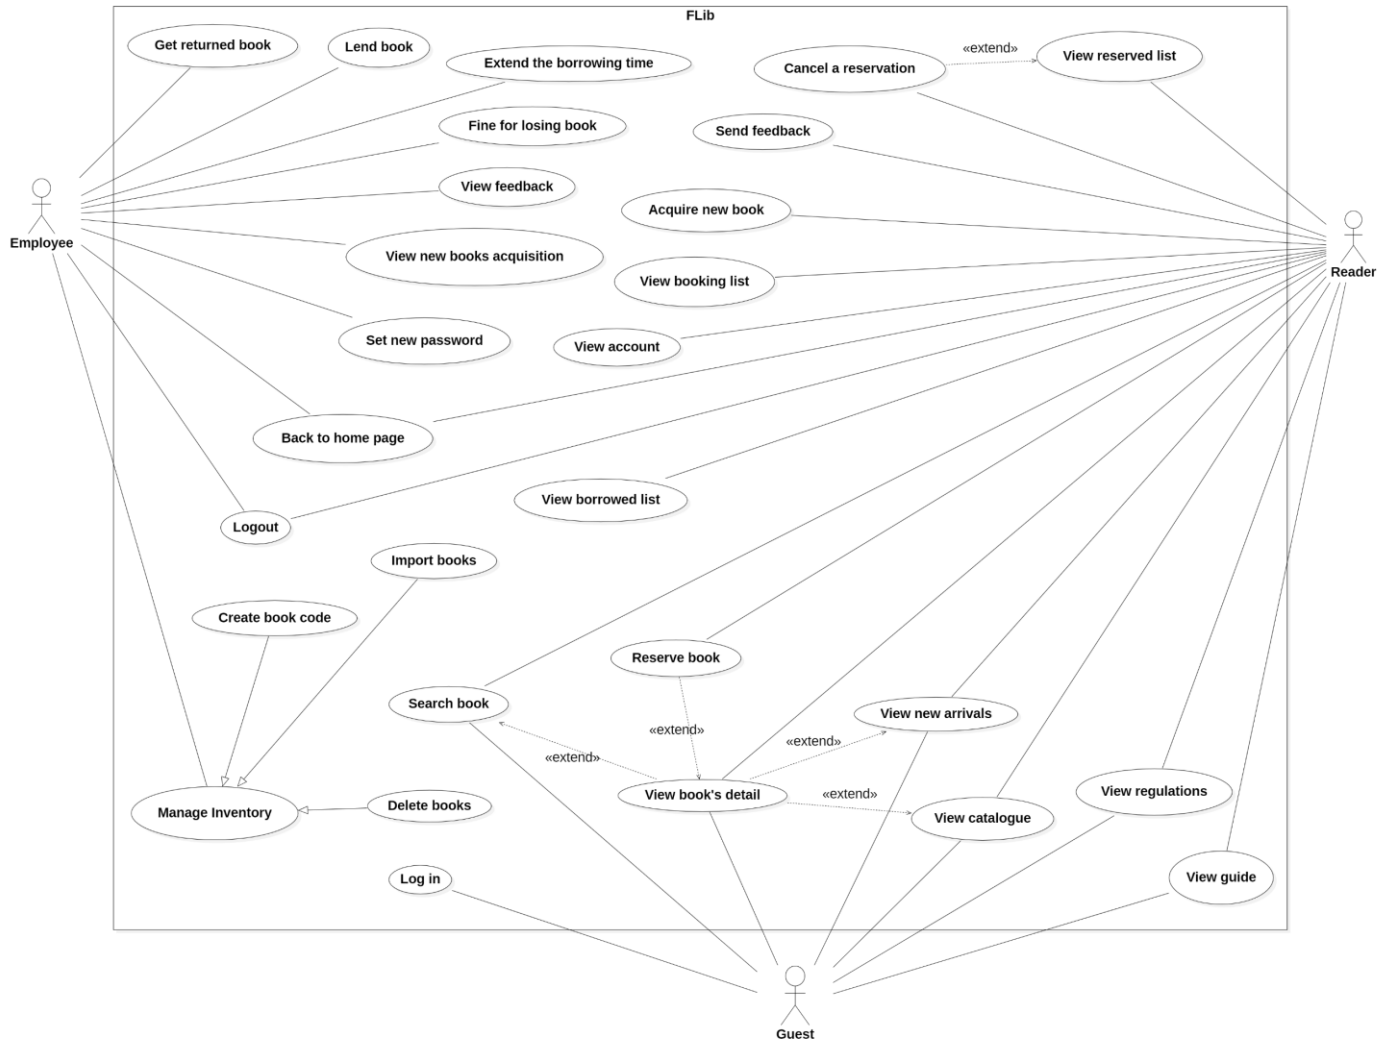 FLib
Get returned book
Lend book
Extend the borrowing time
Cancel a reservation
«extend»
View reserved list
Fine for losing book
Send feedback
View feedback
Acquire new book
Employee
Reader
View new books acquisition
View booking list
Set new password
View account
Back to home page
View borrowed list
Logout
Import books
Create book code
Reserve book
Search book
View new arrivals
«extend»
«extend»
«extend»
View book's detail
«extend»
View regulations
Manage Inventory
Delete books
View catalogue
Log in
View guide
Guest